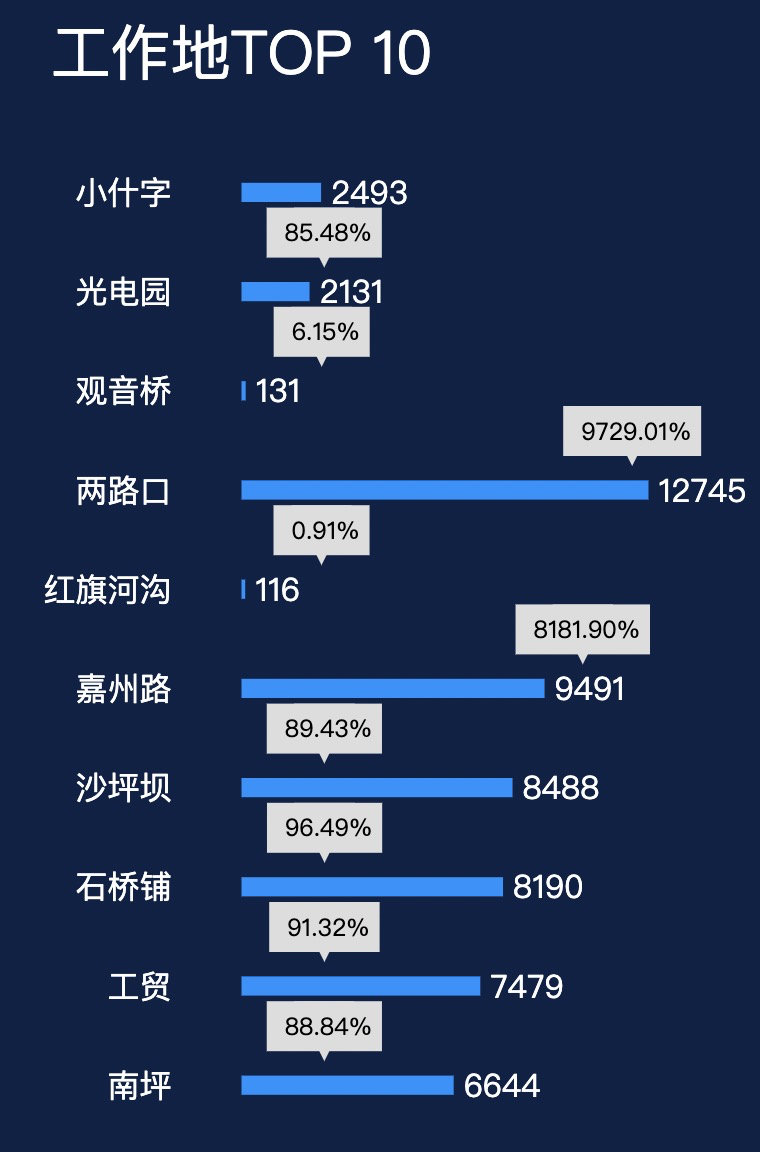 工作地TOP 10
小什字 2493
85.48%
光电园 2131
6.15%
观音桥 131
9729.01%
两路口 12745
0.91%
红旗河沟 116
8181.90%
嘉州路 9491
89.43%
沙坪坝 8488
96.49%
石桥铺 8190
91.32%
工贸 7479
88.84%
南坪 6644